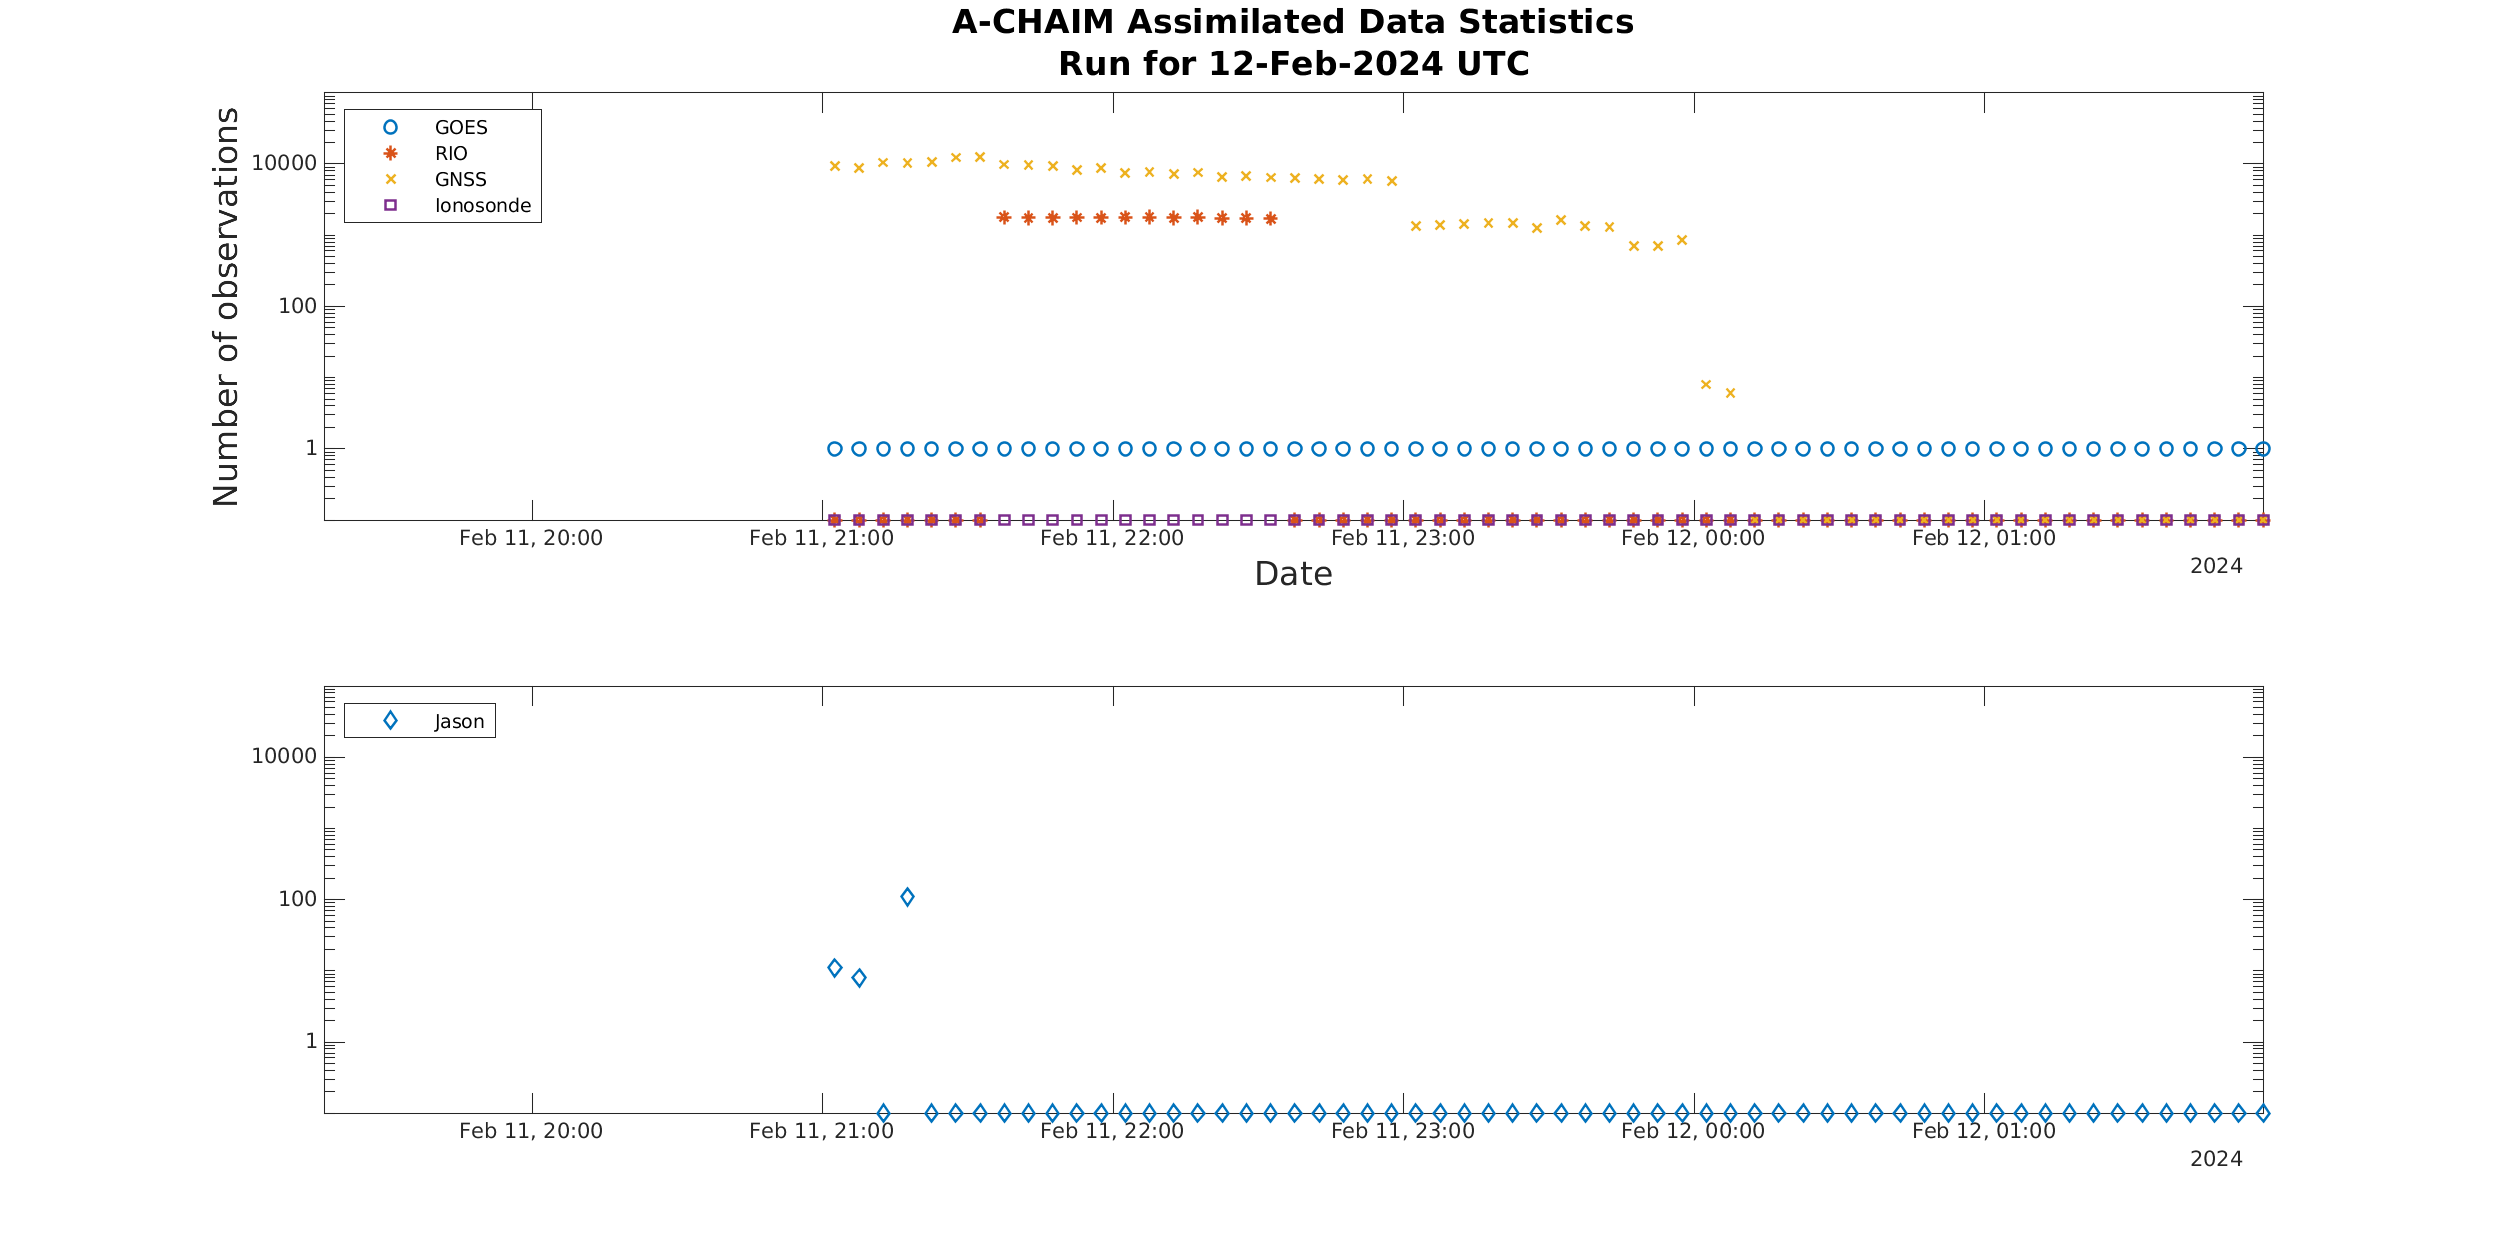 A-CHAIM Assimilated Data Statistics
Run for 12-Feb-2024 UTC
Number of observations
10000
100
1
GOES
RIO
GNSS
Ionosonde
Feb 11, 20:00
Feb 11, 21:00
Feb 11, 22:00
Feb 11, 23:00
Feb 12, 00:00
Feb 12, 01:00
2024
Date
10000
100
1
Jason
Feb 11, 20:00
Feb 11, 21:00
Feb 11, 22:00
Feb 11, 23:00
Feb 12, 00:00
Feb 12, 01:00
2024